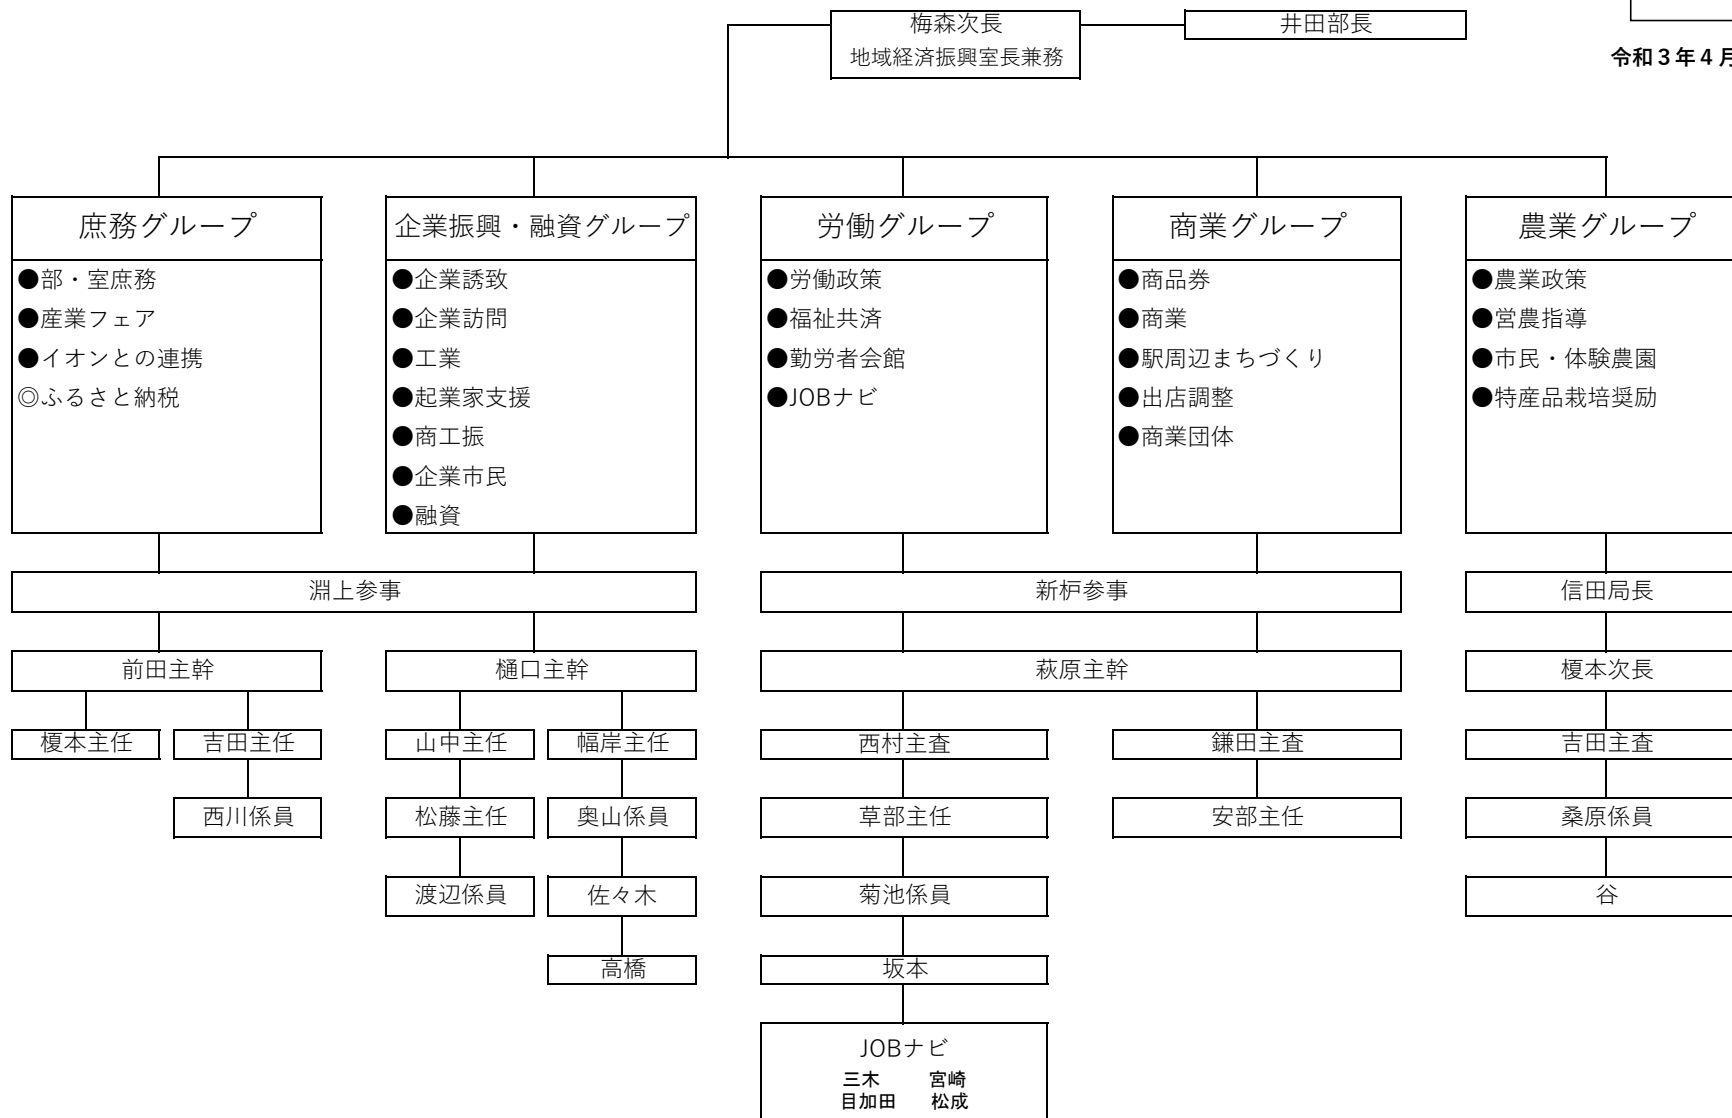 梅森次長
地域経済振興室長兼務
井田部長
令和３年４月
庶務グループ
●部・室庶務
●産業フェア
●イオンとの連携
◎ふるさと納税
企業振興・融資グループ
●企業誘致
●企業訪問
●工業
●起業家支援
●商工振
●企業市民
●融資
労働グループ
●労働政策
●福祉共済
●勤労者会館
●JOBナビ
商業グループ
●商品券
●商業
●駅周辺まちづくり
●出店調整
●商業団体
農業グループ
●農業政策
●営農指導
●市民・体験農園
●特産品栽培奨励
淵上参事
新枦参事
信田局長
前田主幹
樋口主幹
萩原主幹
榎本次長
榎本主任
吉田主任
山中主任
幅岸主任
西村主査
鎌田主査
吉田主査
西川係員
松藤主任
奥山係員
草部主任
安部主任
桑原係員
渡辺係員
佐々木
菊池係員
谷
高橋
坂本
JOBナビ
三木 宮崎
目加田 松成